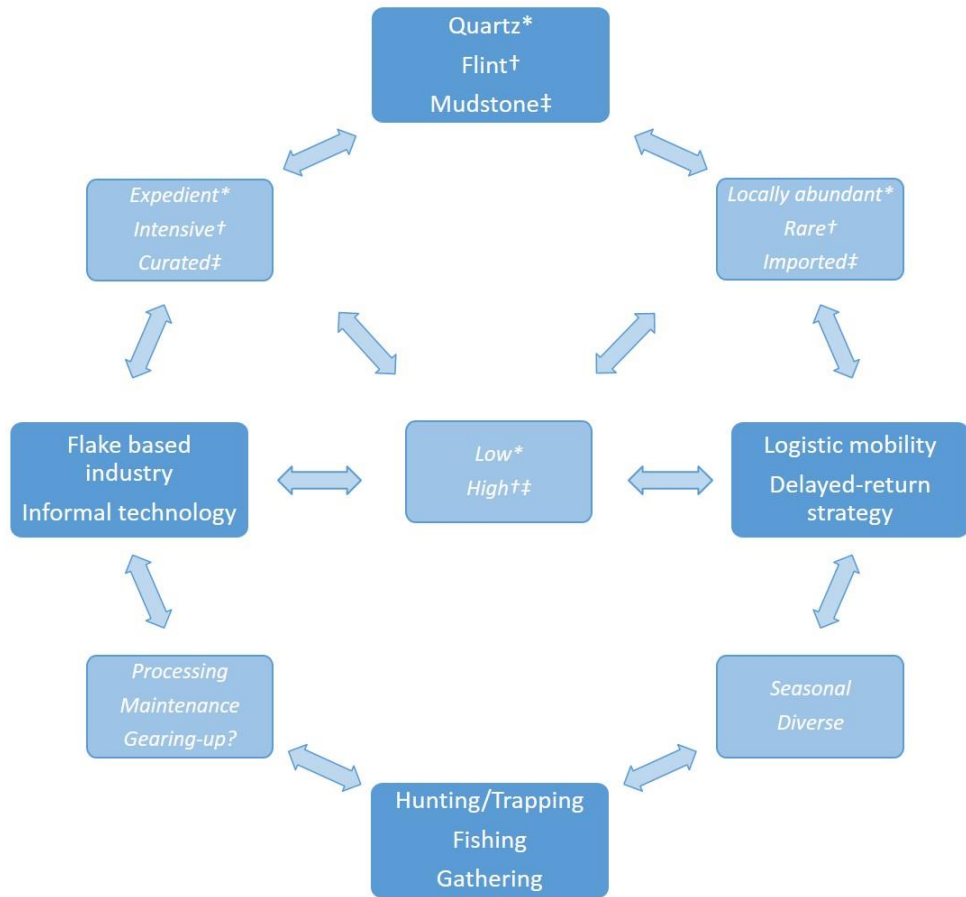 Quartz*
Flint†
Mudstone‡
Expedient*
Intensive†
Curated‡
Locally abundant*
Rare†
Imported‡
Flake based
industry
Informal technology
Low*
High†‡
Logistic mobility
Delayed-return
strategy
Processing
Maintenance
Gearing-up?
Seasonal
Diverse
Hunting/Trapping
Fishing
Gathering